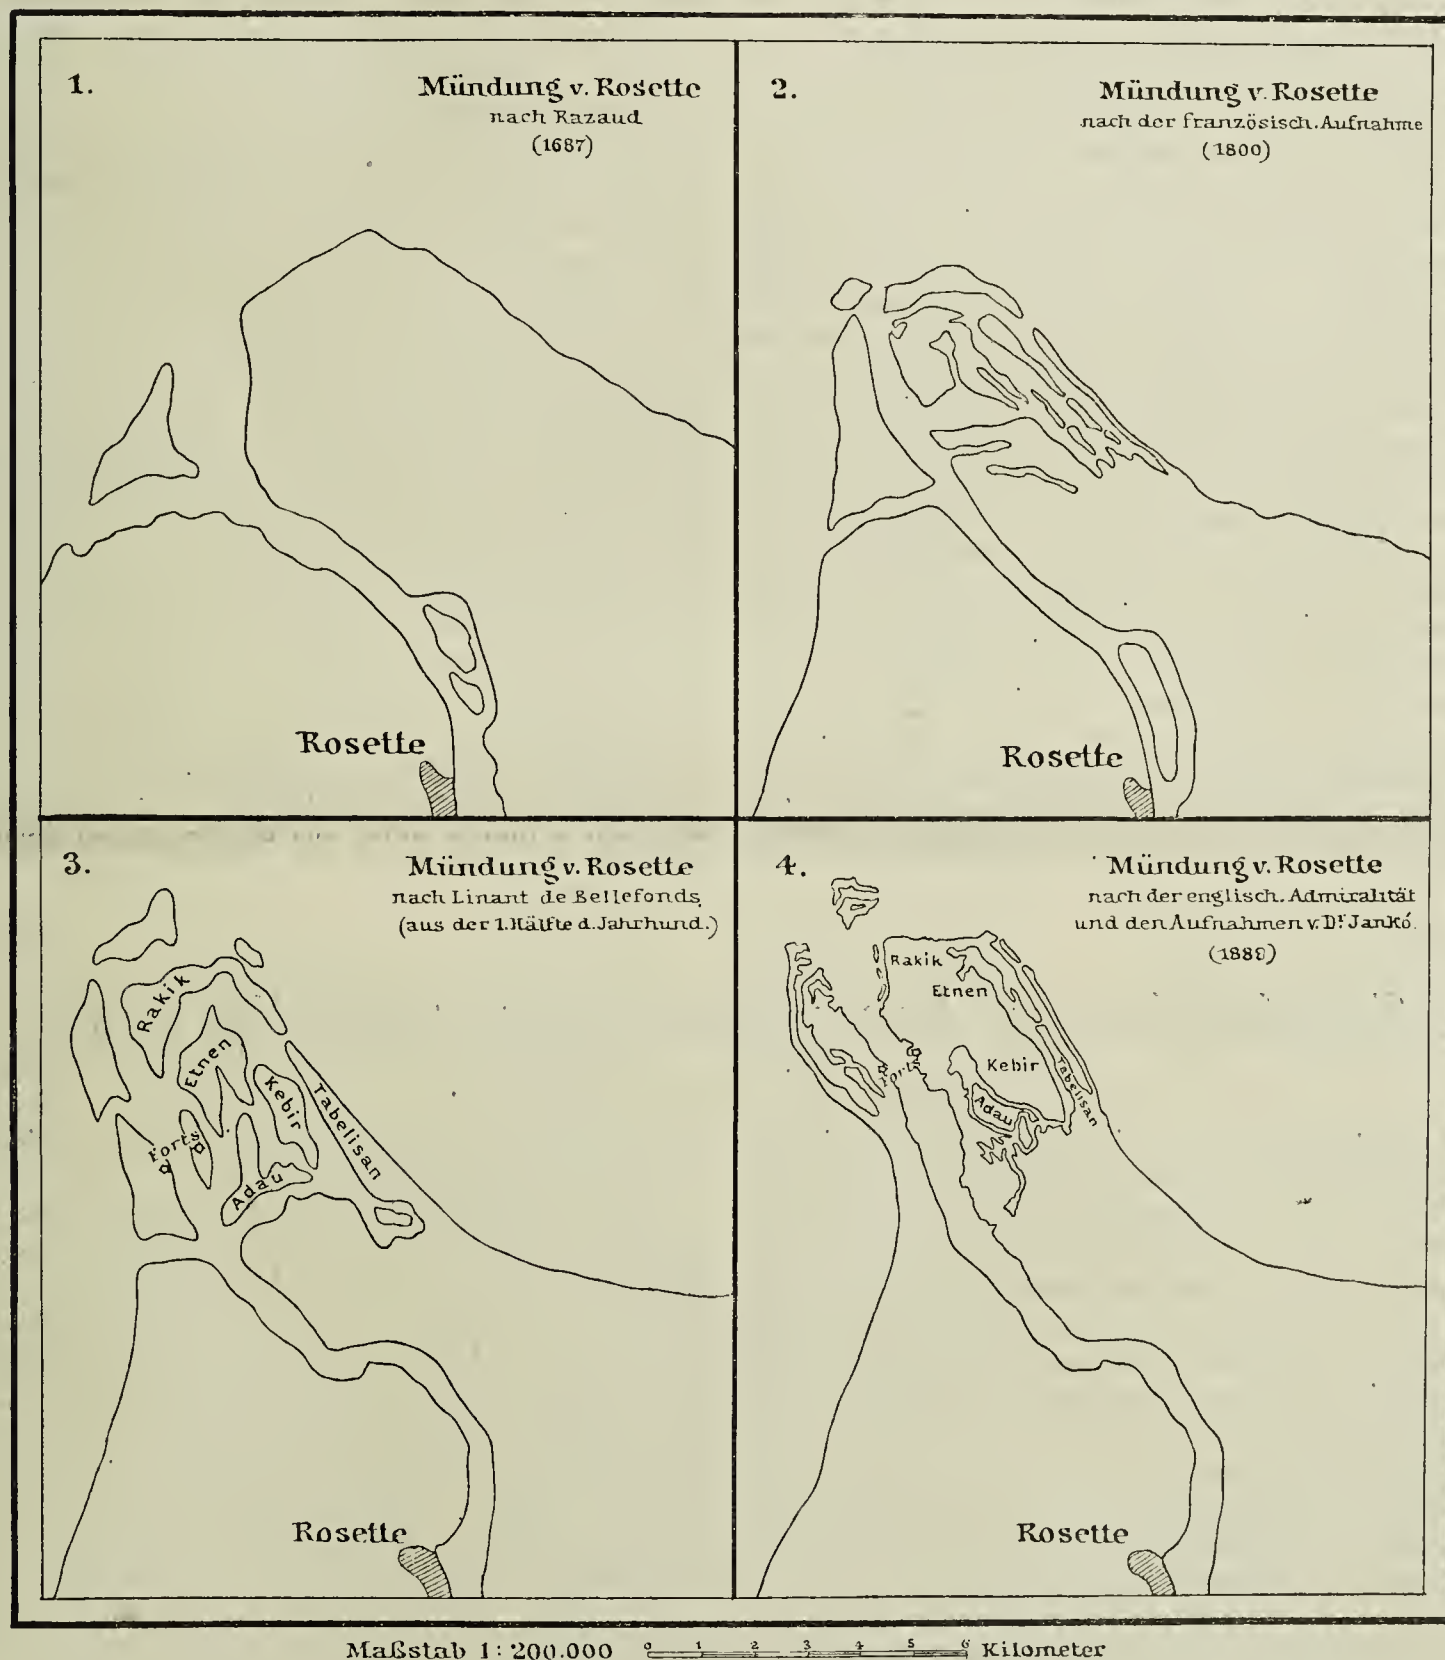 1.
Mündung v. Rosette
nach Razaud
(1687)
Rosette
2.
Mündung v. Rosette
nach der französisch. Aufnahme
(1800)
Rosette
3.
Mündung v. Rosette
nach Linant de Bellefonds,
(aus der 1. Hälfte d. Jahrhund.)
Rakik
Etnen
Kebir
Tabelisan
Forts
Adau
Rosette
4.
Mündung v. Rosette
nach der englisch. Admiralität
und den Aufnahmen v. Dr. Jankó.
(1889)
Rakik
Etnen
Kebir
Forts
Tabelisan
Adau
Rosette
Maßstab 1:200.000 0 1 2 3 4 5 6 Kilometer